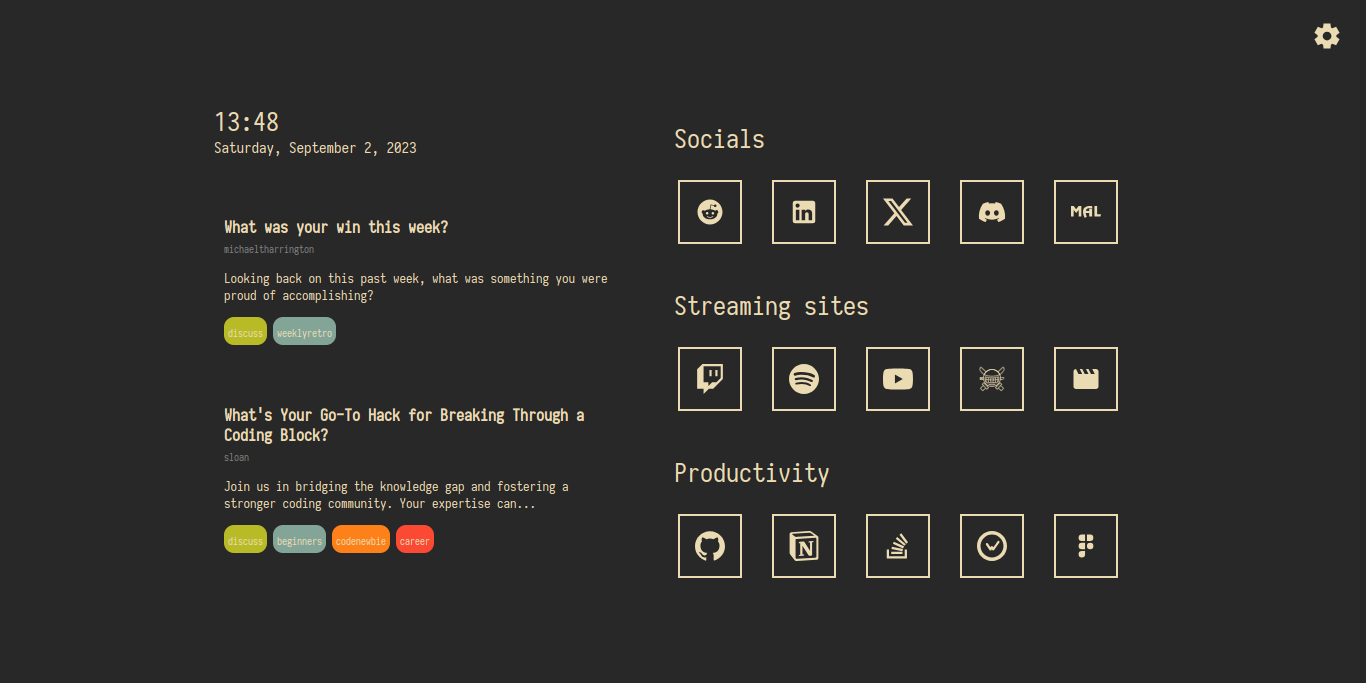 13:48
Saturday, September 2, 2023
What was your win this week?
michaeltharrington
Looking back on this past week, what was something you were
proud of accomplishing?
discuss weeklyretro
What's Your Go-To Hack for Breaking Through a
Coding Block?
sloan
Join us in bridging the knowledge gap and fostering a
stronger coding community. Your expertise can...
discuss beginners codenewbie career
Socials
in X MAL
Streaming sites
Productivity
N